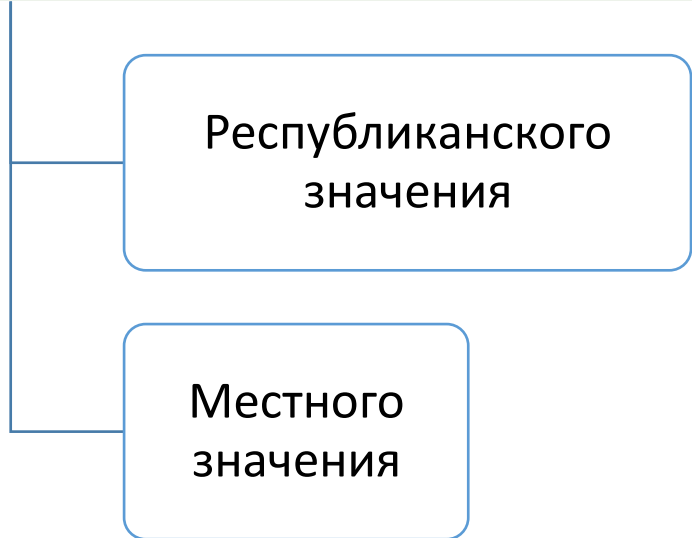 Республиканского
значения
Местного
значения